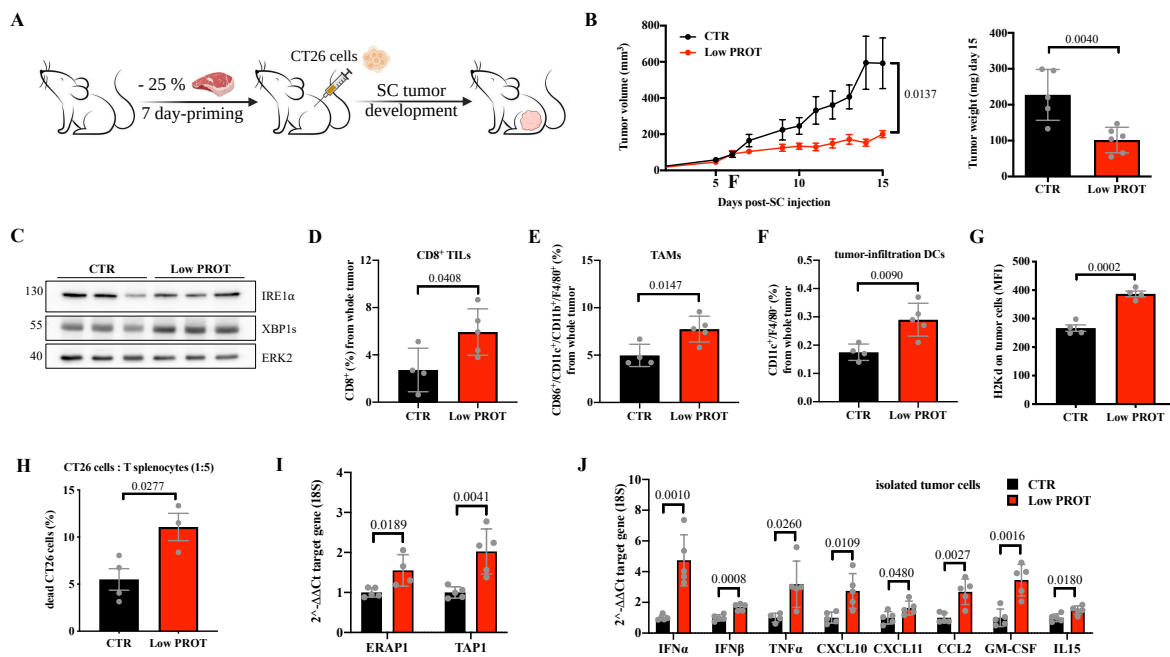 A
- 25 %
7 day-priming
CT26 cells
SC tumor
development
B
Tumor volume (mm³)
800
600
400
200
0
CTR
Low PROT
0.0137
5
10
15
F
Days post-SC injection
Tumor weight (mg) day 15
400
300
200
100
0
0.0040
CTR
Low PROT
C
CTR
Low PROT
130
IRE1α
55
XBP1s
40
ERK2
D
CD8⁺ TILs
CD8⁺ (%) from whole tumor
12
9
6
3
0
0.0408
CTR
Low PROT
E
TAMs
CD86⁺/CD11c⁺/CD11b⁺/F4/80⁺ (%)
from whole tumor
15
10
5
0
0.0147
CTR
Low PROT
F
tumor-infiltration DCs
CD11c⁺/F4/80⁻ (%)
from whole tumor
0.5
0.4
0.3
0.2
0.1
0.0
0.0090
CTR
Low PROT
G
H2Kd on tumor cells (MFI)
500
400
300
200
100
0
0.0002
CTR
Low PROT
H
CT26 cells : T splenocytes (1:5)
dead CT26 cells (%)
15
10
5
0
0.0277
CTR
Low PROT
I
2^-ΔΔCt target gene (18S)
4
3
2
1
0
0.0189
0.0041
ERAP1
TAP1
J
2^-ΔΔCt target gene (18S)
10
8
6
4
2
0
isolated tumor cells
CTR
Low PROT
0.0010
0.0008
0.0260
0.0109
0.0480
0.0027
0.0016
0.0180
IFNα
IFNβ
TNFα
CXCL10
CXCL11
CCL2
GM-CSF
IL15